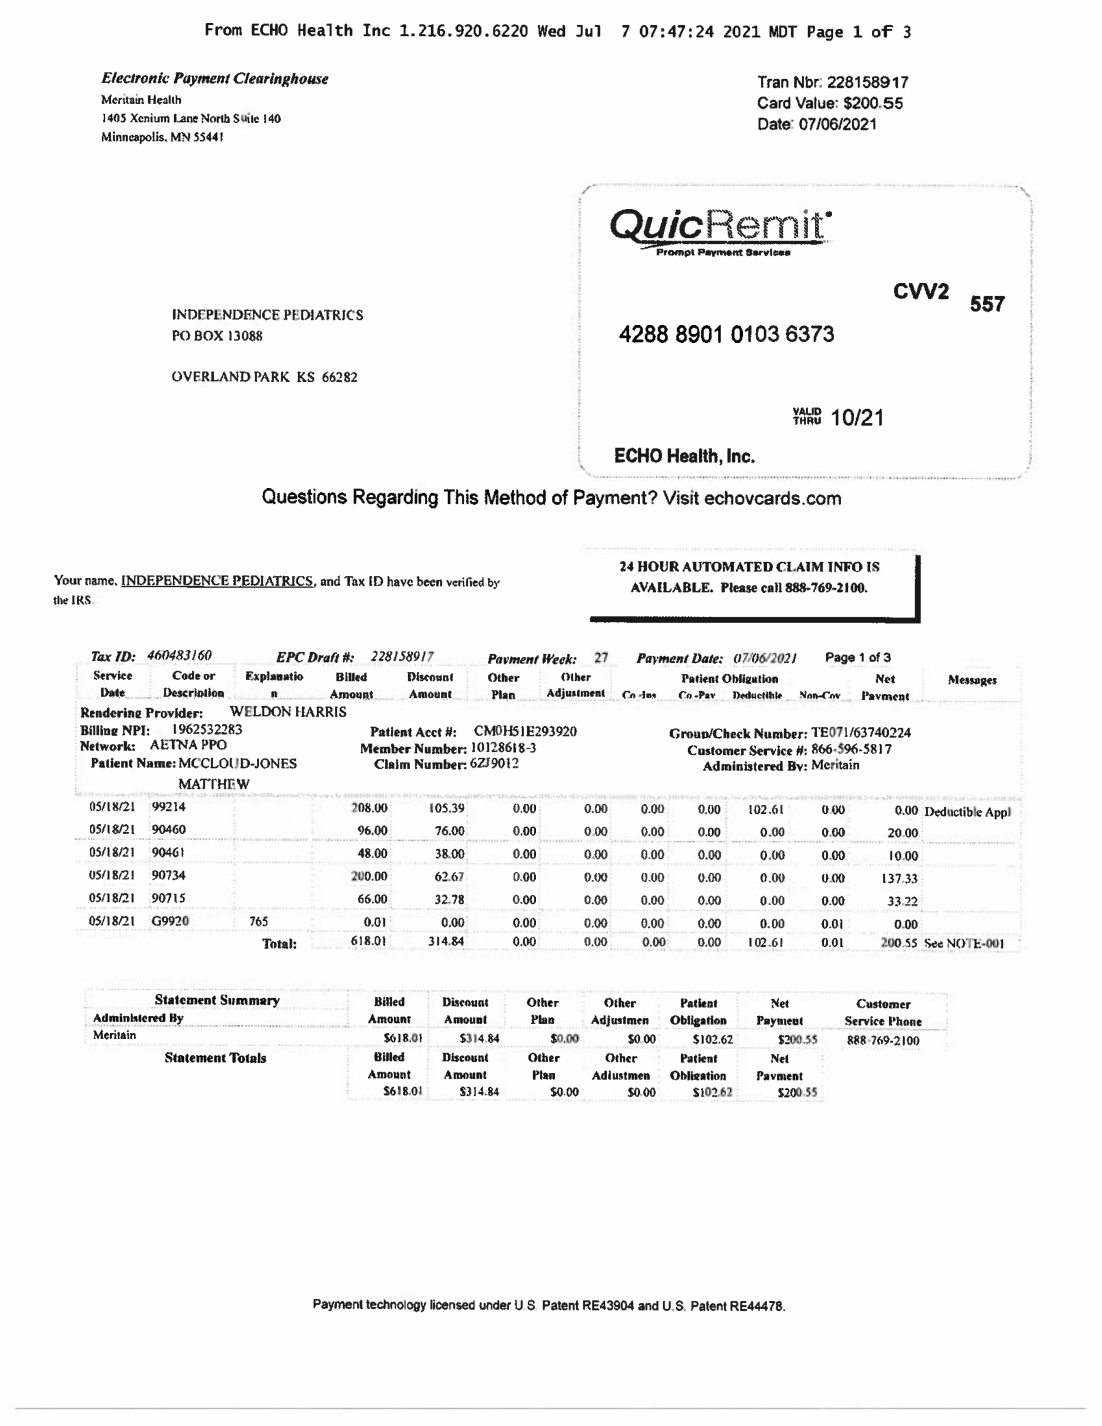 From ECHO Health Inc 1.216.920.6220 Wed Jul 7 07:47:24 2021 MDT Page 1 of 3
Electronic Payment Clearinghouse
Meritain Health
1405 Xenium Lane North Suite 140
Minneapolis, MN 55441
Tran Nbr: 228158917
Card Value: $200.55
Date: 07/06/2021
QuicRemit
Prompt Payment Services
CVV2 557
4288 8901 0103 6373
VALID THRU 10/21
ECHO Health, Inc.
INDEPENDENCE PEDIATRICS
PO BOX 13088
OVERLAND PARK KS 66282
Questions Regarding This Method of Payment? Visit echovcards.com
Your name, INDEPENDENCE PEDIATRICS, and Tax ID have been verified by
the IRS.
24 HOUR AUTOMATED CLAIM INFO IS
AVAILABLE. Please call 888-769-2100.
Tax ID: 460483160 EPC Draft #: 228158917 Payment Week: 27 Payment Date: 07/06/2021 Page 1 of 3
Service Code or Explanatio Billed Discount Other Other Patient Obligation Net Messages
Date Description n Amount Amount Plan Adjustment Co -Ins Co -Pay Deductible Non-Cov Payment
Rendering Provider: WELDON HARRIS
Billing NPI: 1962532283 Patient Acct #: CM0H51E293920 Group/Check Number: TE071/63740224
Network: AETNA PPO Member Number: 10128618-3 Customer Service #: 866-596-5817
Patient Name: MCCLOUD-JONES Claim Number: 6ZJ9012 Administered By: Meritain
MATTHEW
05/18/21 99214 208.00 105.39 0.00 0.00 0.00 0.00 102.61 0.00 0.00 Deductible Appl
05/18/21 90460 96.00 76.00 0.00 0.00 0.00 0.00 0.00 0.00 20.00
05/18/21 90461 48.00 38.00 0.00 0.00 0.00 0.00 0.00 0.00 10.00
05/18/21 90734 200.00 62.67 0.00 0.00 0.00 0.00 0.00 0.00 137.33
05/18/21 90715 66.00 32.78 0.00 0.00 0.00 0.00 0.00 0.00 33.22
05/18/21 G9920 765 0.01 0.00 0.00 0.00 0.00 0.00 0.00 0.01 0.00
Total: 618.01 314.84 0.00 0.00 0.00 0.00 102.61 0.01 200.55 See NOTE-001
Statement Summary Billed Discount Other Other Patient Net Customer
Administered By Amount Amount Plan Adjustmen Obligation Payment Service Phone
Meritain $618.01 $314.84 $0.00 $0.00 $102.62 $200.55 888-769-2100
Statement Totals Billed Discount Other Other Patient Net
Amount Amount Plan Adjustmen Obligation Payment
$618.01 $314.84 $0.00 $0.00 $102.62 $200.55
Payment technology licensed under U.S. Patent RE43904 and U.S. Patent RE44478.